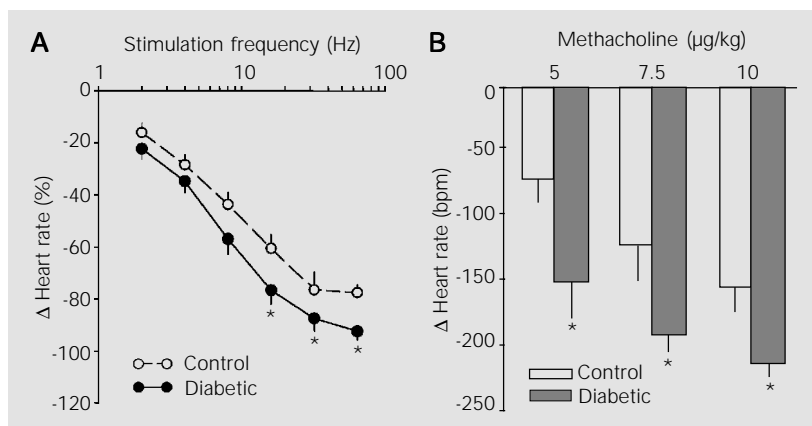 A
Stimulation frequency (Hz)
1 10 100
0
-20
-40
-60
-80
-100
-120
Δ Heart rate (%)
* * *
Control
Diabetic
B
Methacholine (µg/kg)
5 7.5 10
0
-50
-100
-150
-200
-250
Δ Heart rate (bpm)
* * *
Control
Diabetic